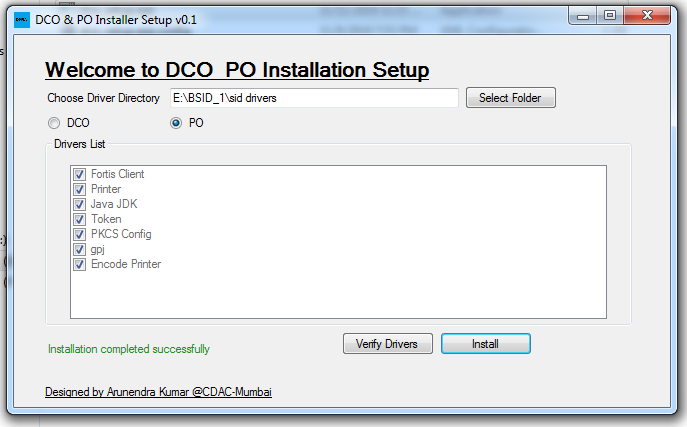 DCO & PO Installer Setup v0.1
Welcome to DCO PO Installation Setup
Choose Driver Directory E:\BSID_1\sid drivers Select Folder
DCO PO
Drivers List
Fortis Client
Printer
Java JDK
Token
PKCS Config
gpj
Encode Printer
Installation completed successfully Verify Drivers Install
Designed by Arunendra Kumar @CDAC-Mumbai